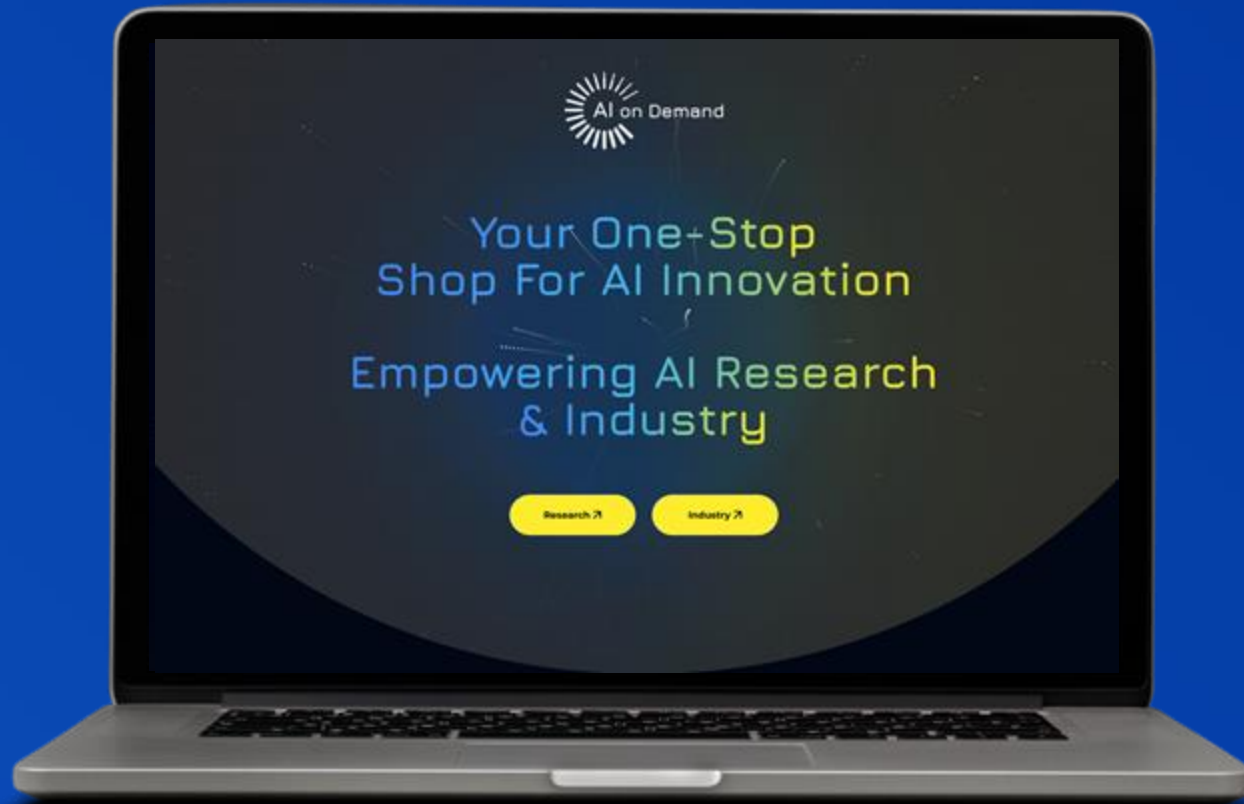 AI on Demand
Your One-Stop
Shop For AI Innovation
Empowering AI Research
& Industry
Research ↗
Industry ↗